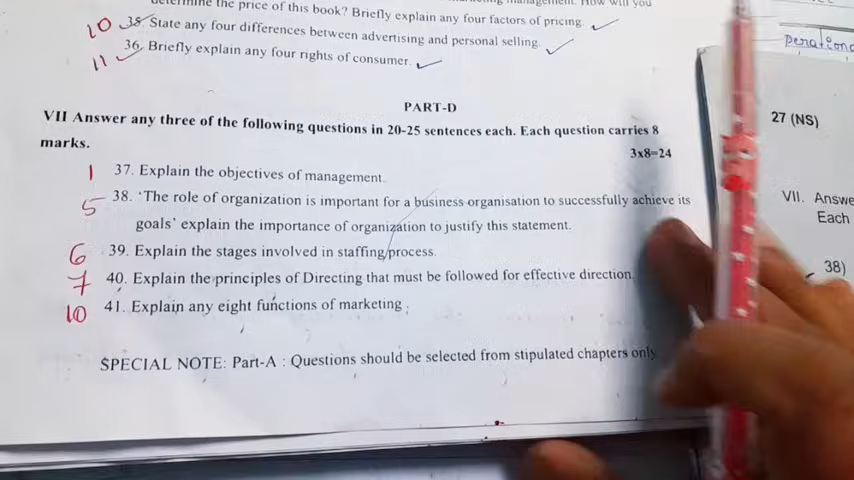 determine the price of this book? Briefly explain any four factors of pricing.
10 35. State any four differences between advertising and personal selling.
11 36. Briefly explain any four rights of consumer.
PART-D
VII Answer any three of the following questions in 20-25 sentences each. Each question carries 8
marks.
3x8=24
1 37. Explain the objectives of management.
5 38. 'The role of organization is important for a business organisation to successfully achieve its
goals' explain the importance of organization to justify this statement.
6 39. Explain the stages involved in staffing process.
7 40. Explain the principles of Directing that must be followed for effective direction.
10 41. Explain any eight functions of marketing
SPECIAL NOTE: Part-A : Questions should be selected from stipulated chapters only
perations
27 (NS)
VII. Answe
Each
38)